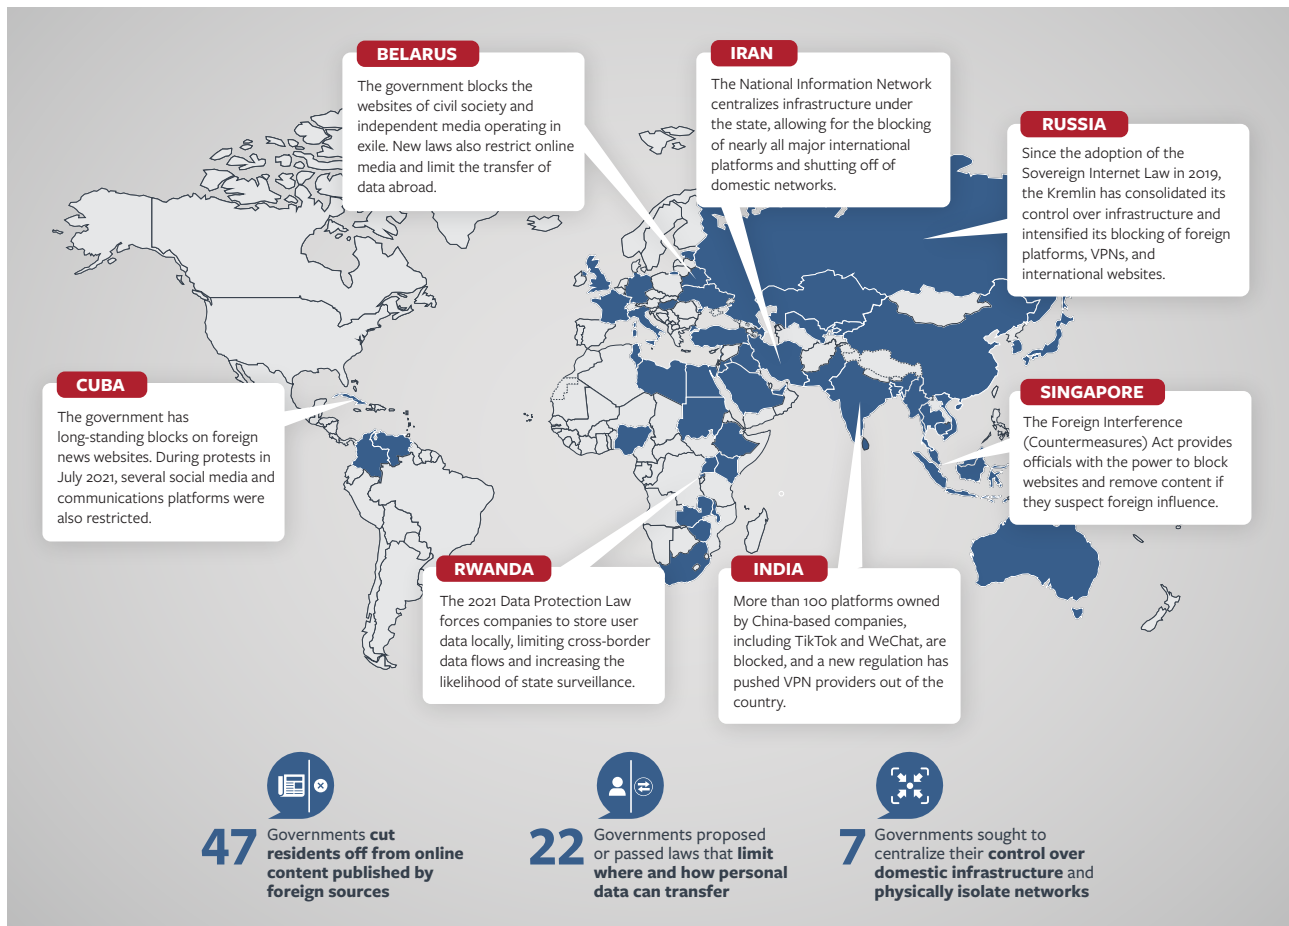 BELARUS
The government blocks the
websites of civil society and
independent media operating in
exile. New laws also restrict online
media and limit the transfer of
data abroad.
IRAN
The National Information Network
centralizes infrastructure under
the state, allowing for the blocking
of nearly all major international
platforms and shutting off of
domestic networks.
RUSSIA
Since the adoption of the
Sovereign Internet Law in 2019,
the Kremlin has consolidated its
control over infrastructure and
intensified its blocking of foreign
platforms, VPNs, and
international websites.
CUBA
The government has
long-standing blocks on foreign
news websites. During protests in
July 2021, several social media and
communications platforms were
also restricted.
SINGAPORE
The Foreign Interference
(Countermeasures) Act provides
officials with the power to block
websites and remove content if
they suspect foreign influence.
RWANDA
The 2021 Data Protection Law
forces companies to store user
data locally, limiting cross-border
data flows and increasing the
likelihood of state surveillance.
INDIA
More than 100 platforms owned
by China-based companies,
including TikTok and WeChat, are
blocked, and a new regulation has
pushed VPN providers out of the
country.
47
Governments cut
residents off from online
content published by
foreign sources
22
Governments proposed
or passed laws that limit
where and how personal
data can transfer
7
Governments sought to
centralize their control over
domestic infrastructure and
physically isolate networks